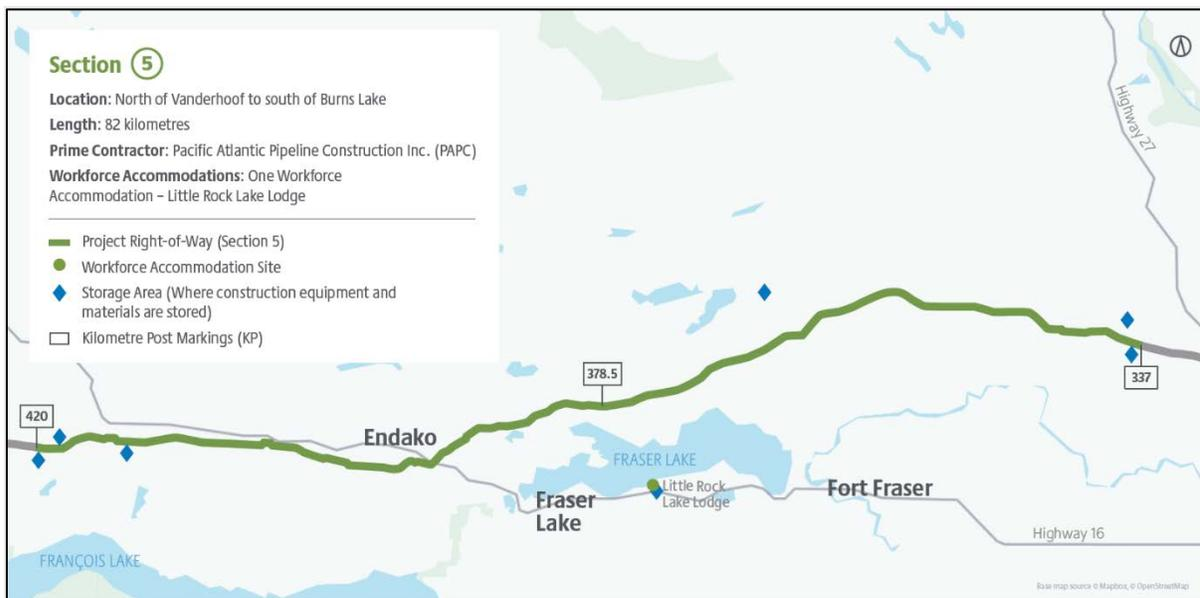 Section 5
Location: North of Vanderhoof to south of Burns Lake
Length: 82 kilometres
Prime Contractor: Pacific Atlantic Pipeline Construction Inc. (PAPC)
Workforce Accommodations: One Workforce
Accommodation – Little Rock Lake Lodge
Project Right-of-Way (Section 5)
Workforce Accommodation Site
Storage Area (Where construction equipment and
materials are stored)
Kilometre Post Markings (KP)
Highway 27
378.5
337
420
Endako
FRASER LAKE
Little Rock
Lake Lodge
Fraser
Lake
Fort Fraser
Highway 16
FRANÇOIS LAKE
Base map source © Mapbox, © OpenStreetMap